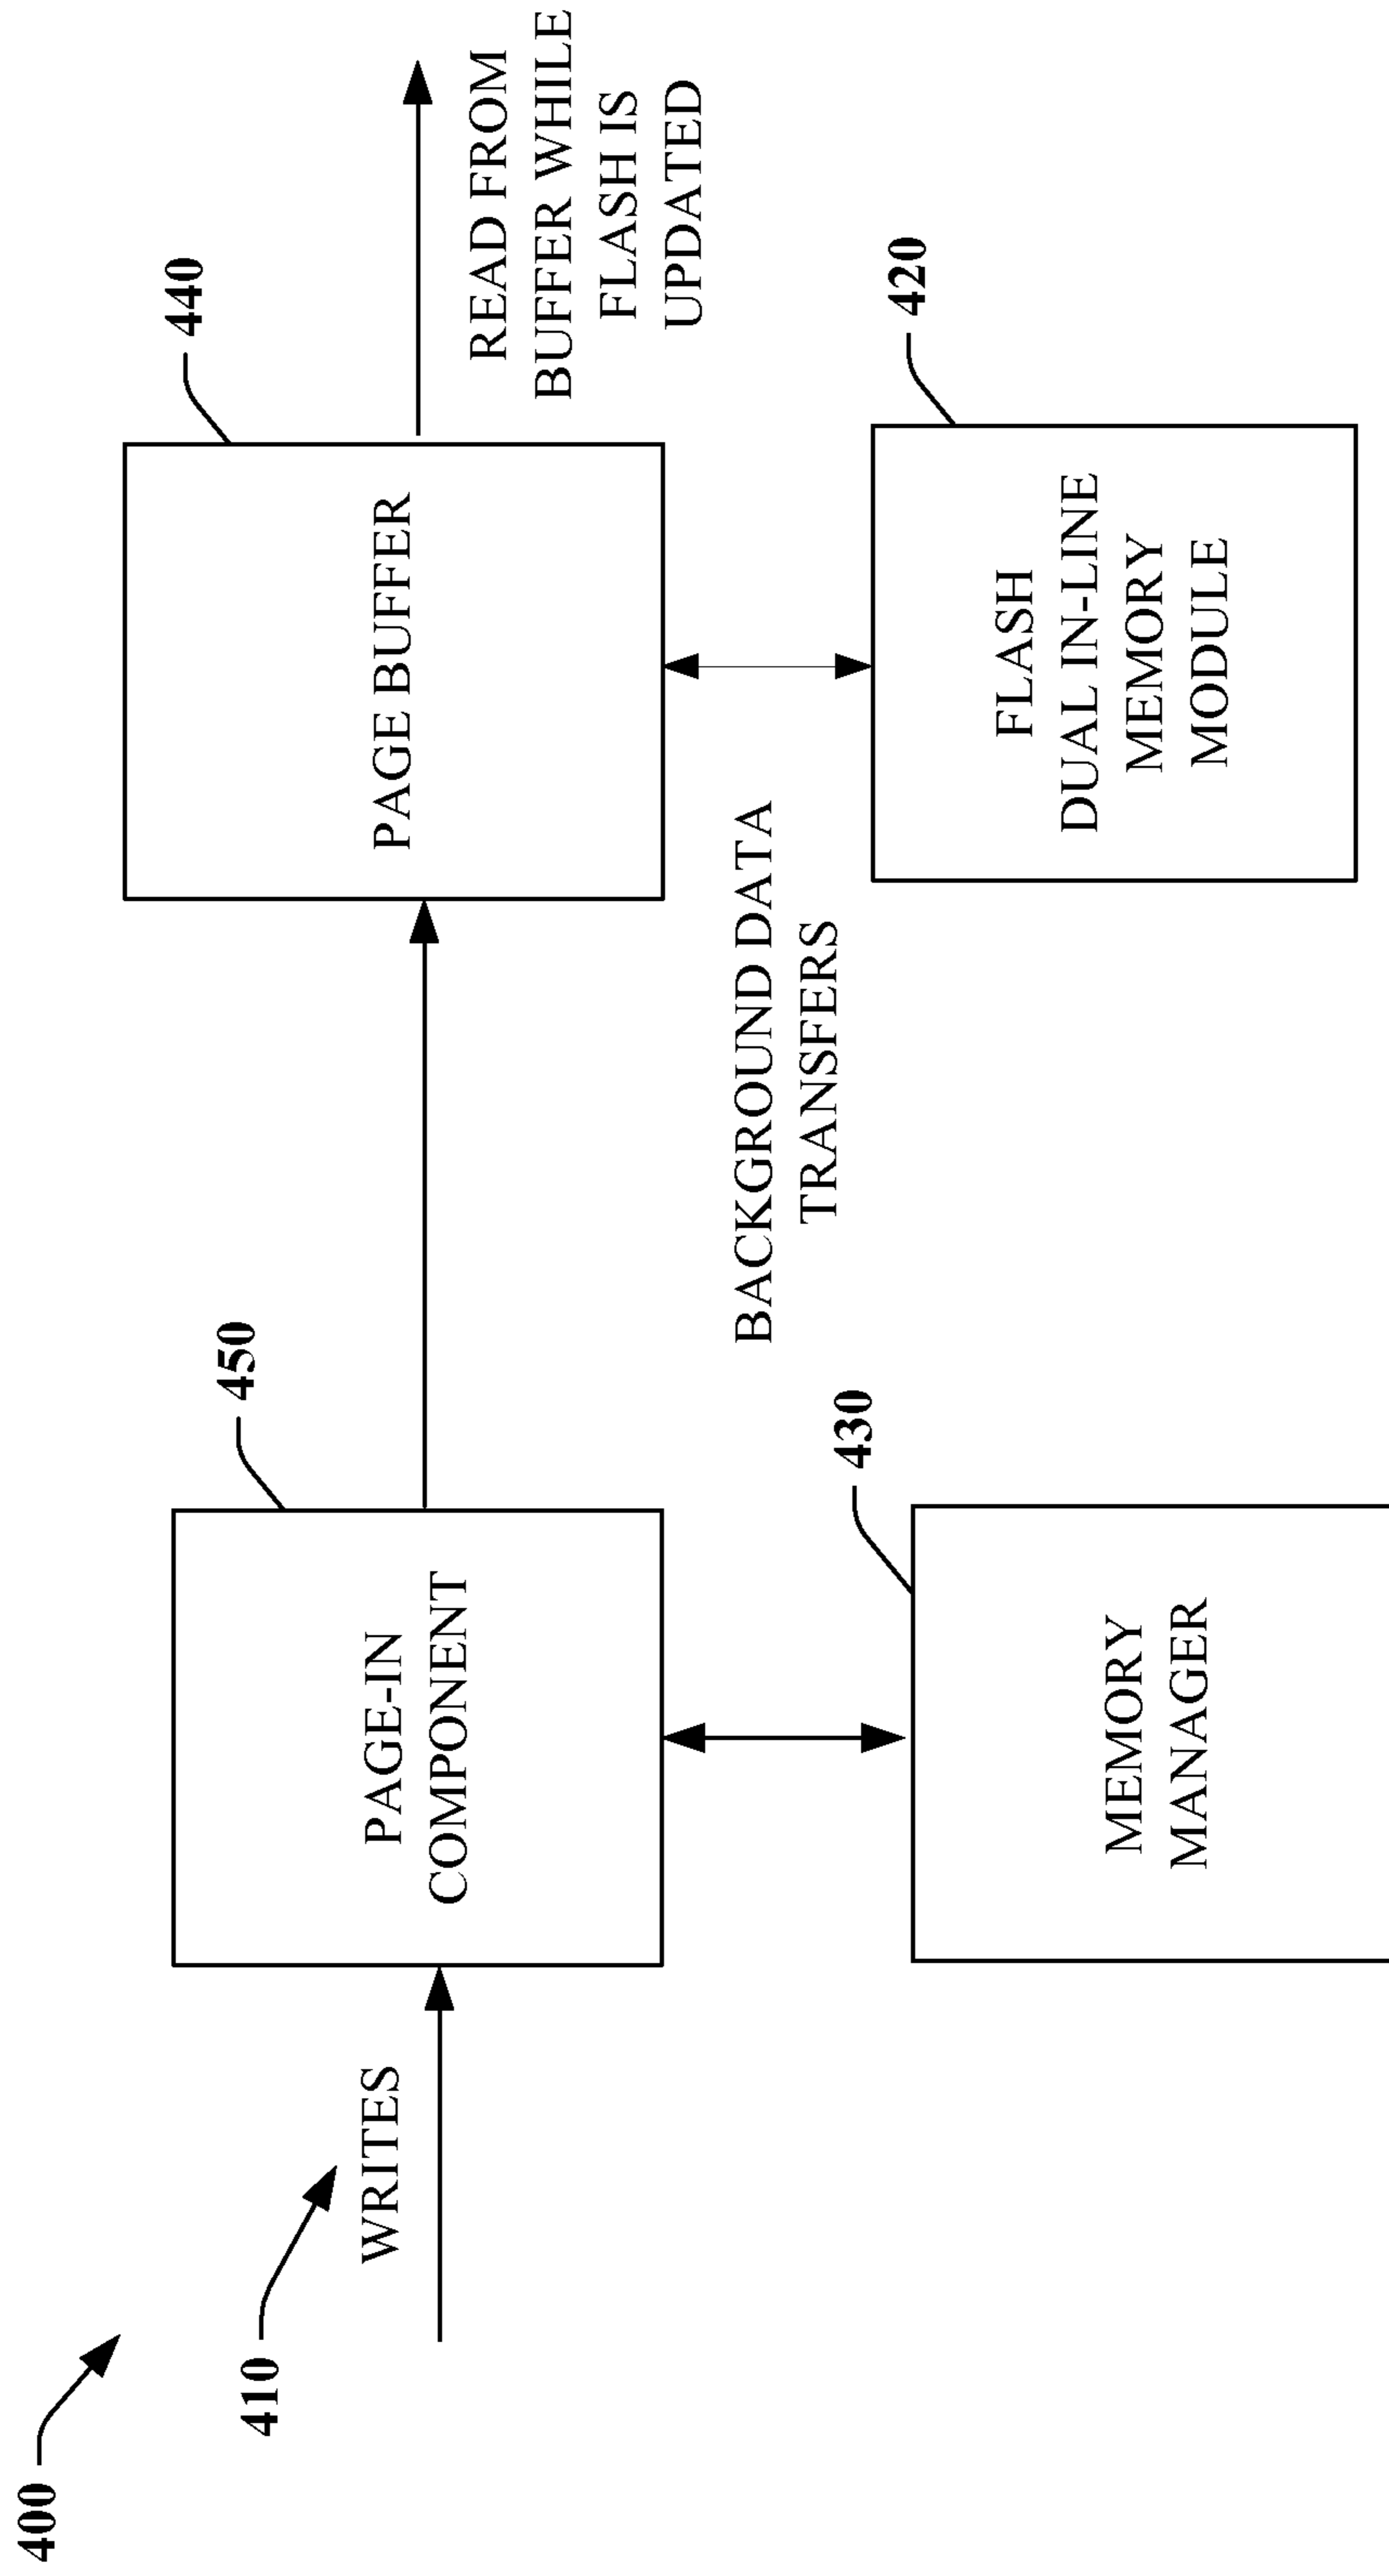 400
410
WRITES
450
PAGE-IN
COMPONENT
440
PAGE BUFFER
READ FROM
BUFFER WHILE
FLASH IS
UPDATED
BACKGROUND DATA
TRANSFERS
430
MEMORY
MANAGER
420
FLASH
DUAL IN-LINE
MEMORY
MODULE